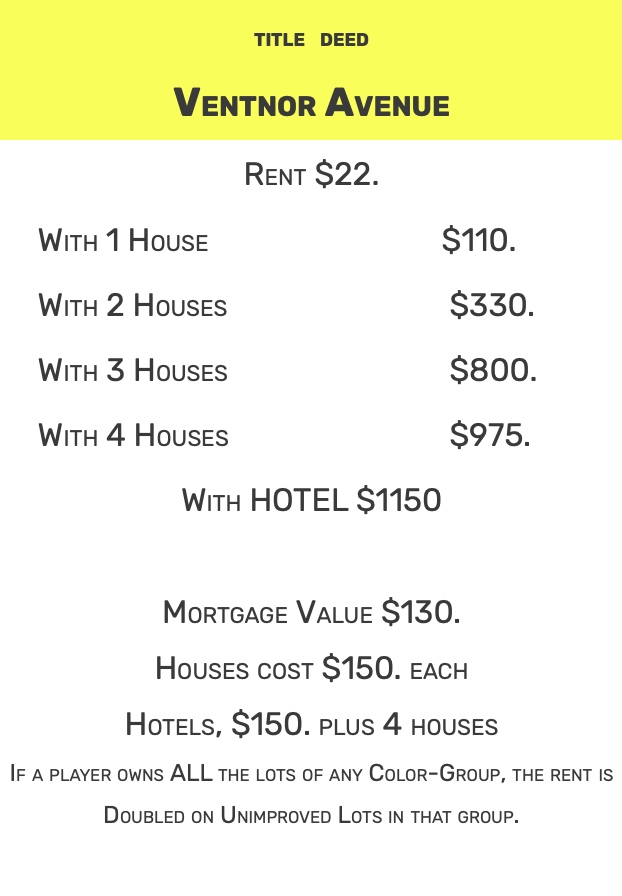 TITLE DEED
VENTNOR AVENUE
RENT $22.
WITH 1 HOUSE $110.
WITH 2 HOUSES $330.
WITH 3 HOUSES $800.
WITH 4 HOUSES $975.
WITH HOTEL $1150
MORTGAGE VALUE $130.
HOUSES COST $150. EACH
HOTELS, $150. PLUS 4 HOUSES
IF A PLAYER OWNS ALL THE LOTS OF ANY COLOR-GROUP, THE RENT IS
DOUBLED ON UNIMPROVED LOTS IN THAT GROUP.